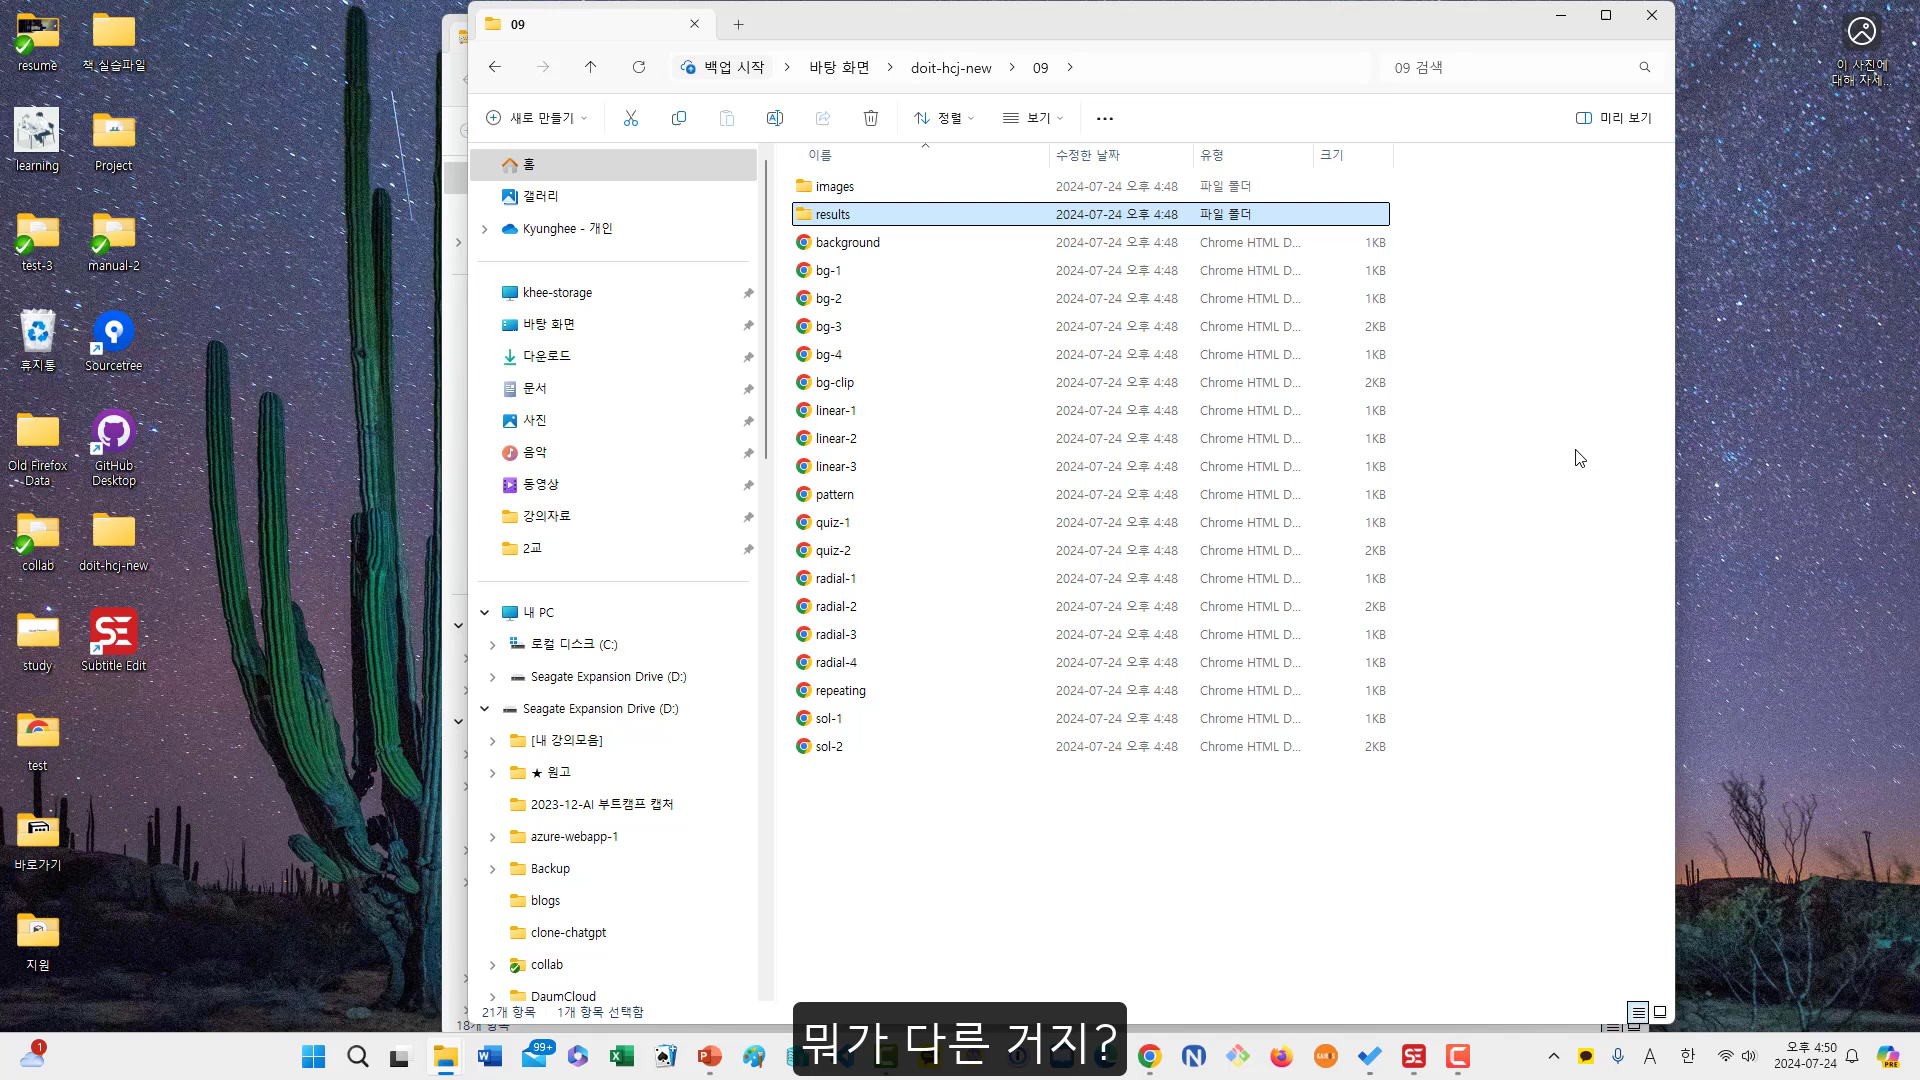 resume
책 실습파일
learning
Project
test-3
manual-2
휴지통
Sourcetree
Old Firefox
Data
GitHub
Desktop
collab
doit-hcj-new
study
Subtitle Edit
test
바로가기
지원
이 사진에
대해 자세...
09
백업 시작
바탕 화면
doit-hcj-new
09
09 검색
새로 만들기
정렬
보기
미리 보기
홈
갤러리
Kyunghee - 개인
khee-storage
바탕 화면
다운로드
문서
사진
음악
동영상
강의자료
2교
내 PC
로컬 디스크 (C:)
Seagate Expansion Drive (D:)
Seagate Expansion Drive (D:)
[내 강의모음]
★ 원고
2023-12-AI 부트캠프 캡처
azure-webapp-1
Backup
blogs
clone-chatgpt
collab
DaumCloud
이름 수정한 날짜 유형 크기
images 2024-07-24 오후 4:48 파일 폴더
results 2024-07-24 오후 4:48 파일 폴더
background 2024-07-24 오후 4:48 Chrome HTML D... 1KB
bg-1 2024-07-24 오후 4:48 Chrome HTML D... 1KB
bg-2 2024-07-24 오후 4:48 Chrome HTML D... 1KB
bg-3 2024-07-24 오후 4:48 Chrome HTML D... 2KB
bg-4 2024-07-24 오후 4:48 Chrome HTML D... 1KB
bg-clip 2024-07-24 오후 4:48 Chrome HTML D... 2KB
linear-1 2024-07-24 오후 4:48 Chrome HTML D... 1KB
linear-2 2024-07-24 오후 4:48 Chrome HTML D... 1KB
linear-3 2024-07-24 오후 4:48 Chrome HTML D... 1KB
pattern 2024-07-24 오후 4:48 Chrome HTML D... 1KB
quiz-1 2024-07-24 오후 4:48 Chrome HTML D... 1KB
quiz-2 2024-07-24 오후 4:48 Chrome HTML D... 2KB
radial-1 2024-07-24 오후 4:48 Chrome HTML D... 1KB
radial-2 2024-07-24 오후 4:48 Chrome HTML D... 2KB
radial-3 2024-07-24 오후 4:48 Chrome HTML D... 1KB
radial-4 2024-07-24 오후 4:48 Chrome HTML D... 1KB
repeating 2024-07-24 오후 4:48 Chrome HTML D... 1KB
sol-1 2024-07-24 오후 4:48 Chrome HTML D... 1KB
sol-2 2024-07-24 오후 4:48 Chrome HTML D... 2KB
21개 항목 1개 항목 선택함
18개 항목
뭐가 다른 거지?
1
99+
A
한
오후 4:50
2024-07-24